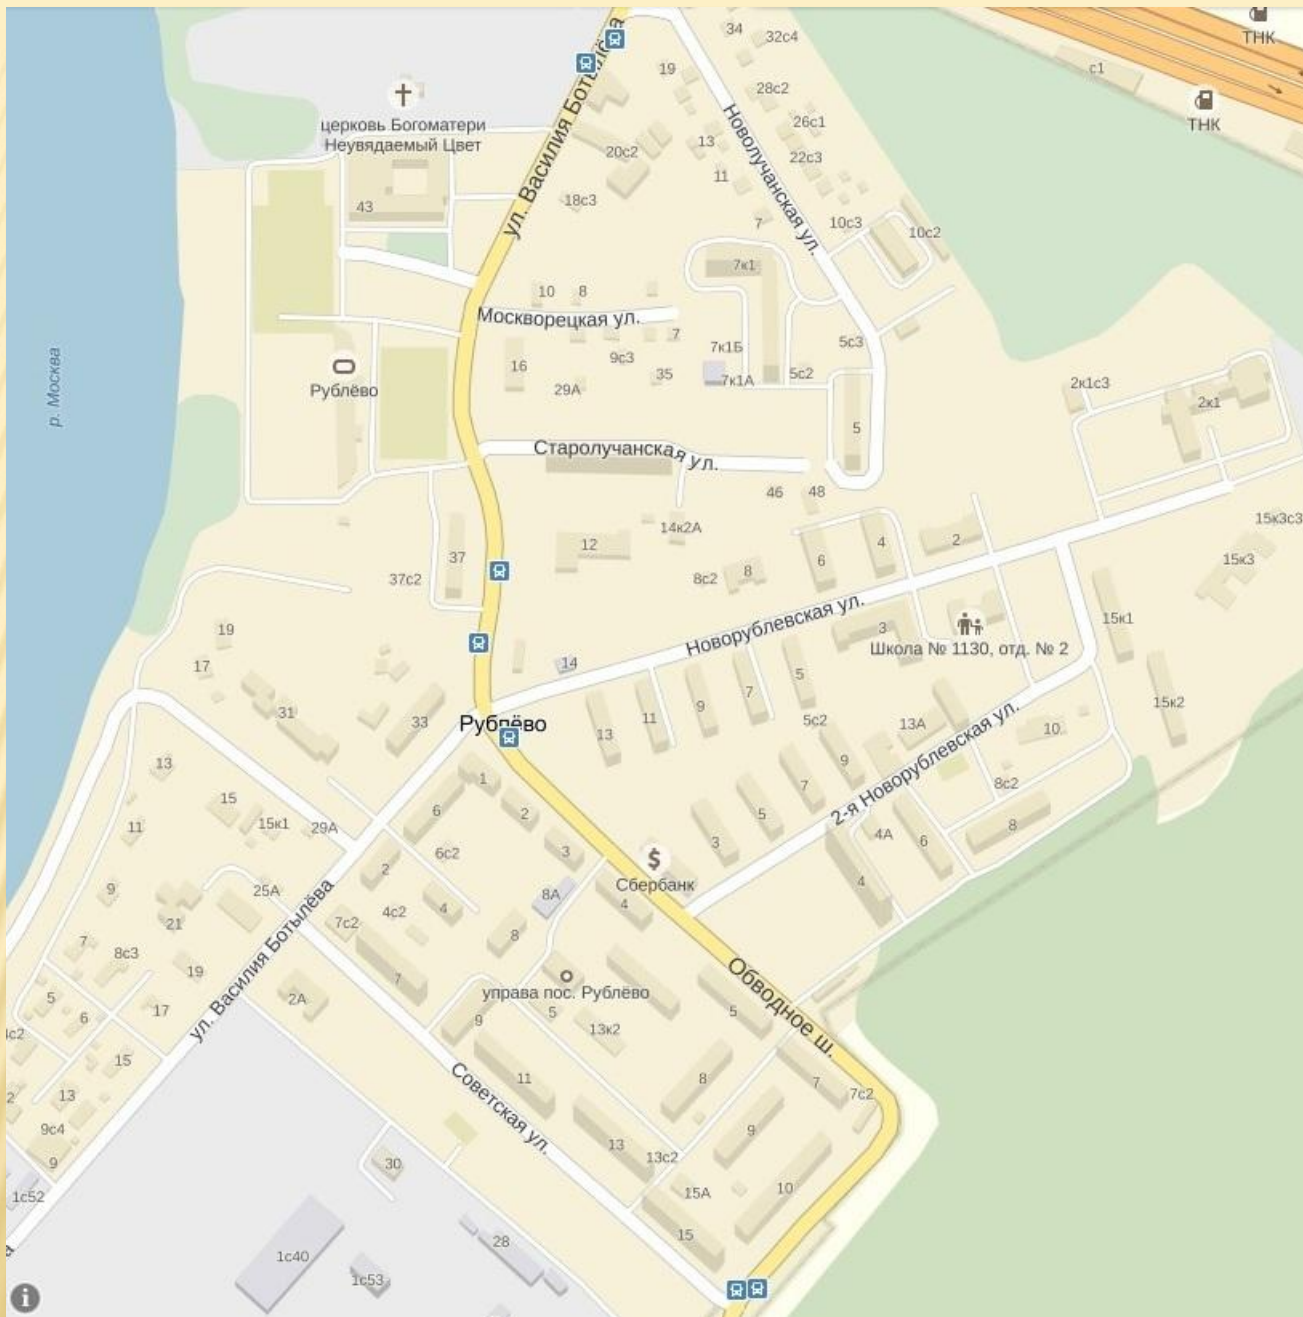 34
32с4
ТНК
19
с1
28с2
ТНК
церковь Богоматери
Неувядаемый Цвет
ул. Василия Ботылёва
Новолучанская ул.
26с1
20с2
13
22с3
11
18с3
43
7
10с3
10с2
7к1
10
8
Москворецкая ул.
7
16
9с3
7к1Б
5с3
р. Москва
Рублёво
29А
35
7к1А
5с2
2к1с3
2к1
5
Старолучанская ул.
46
48
14к2А
15к3с3
12
37
4
2
6
15к3
37с2
8с2
8
Новорублевская ул.
19
3
15к1
Школа № 1130, отд. № 2
17
14
5
7
9
11
13
15к2
31
33
Рублёво
5с2
13А
10
2-я Новорублевская ул.
13
9
7
8с2
1
15
6
2
5
11
15к1
29А
3
4А
6
8
3
6с2
2
Сбербанк
4
9
25А
8А
4
4с2
4
21
7с2
8
7
8с3
7
Обводное ш.
19
управа пос. Рублёво
5
2А
17
5
5
6
9
13к2
4с2
ул. Василия Ботылёва
15
11
8
7
7с2
Советская ул.
2
13
9с4
13
9
9
30
13с2
1с52
15А
10
15
28
1с40
1с53